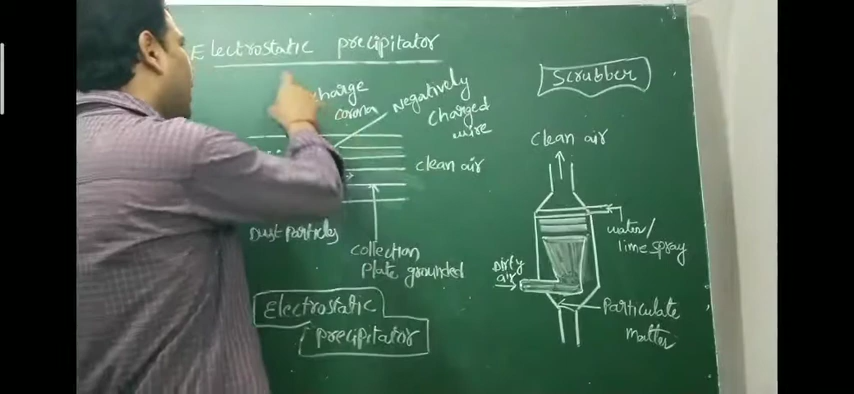 Electrostatic precipitator
charge
corona
Negatively
charged
wire
clean air
Dust particles
collection
Plate grounded
Electrostatic
precipitator
Scrubber
clean air
water/
lime spray
Dirty
air
Particulate
matter